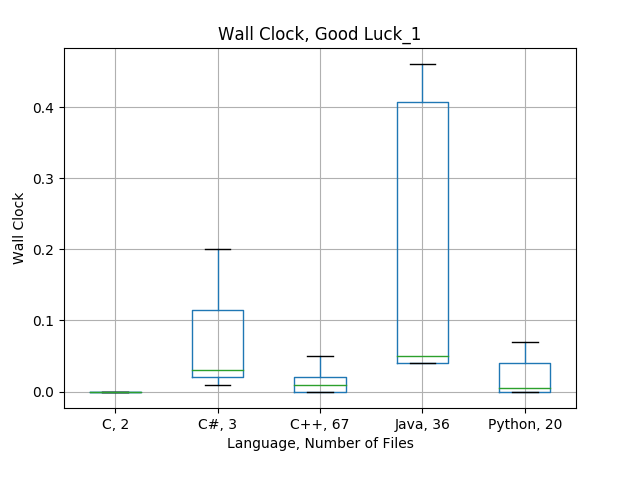 Wall Clock, Good Luck_1
0.4
0.3
0.2
0.1
0.0
Wall Clock
C, 2
C#, 3
C++, 67
Java, 36
Python, 20
Language, Number of Files